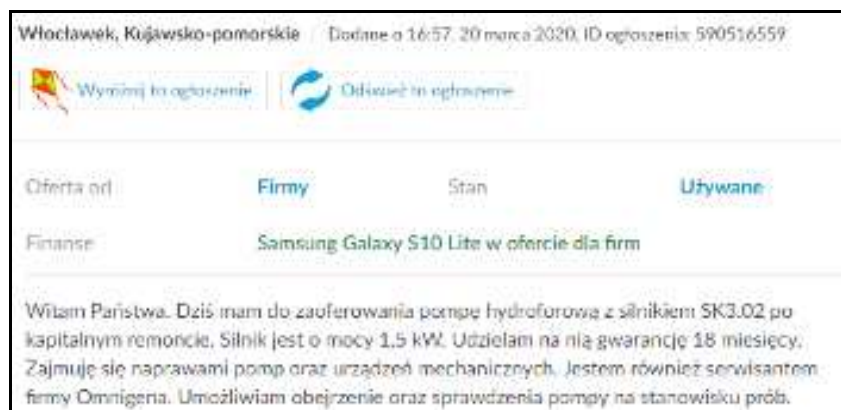 Włocławek, Kujawsko-pomorskie | Dodane o 16:57, 20 marca 2020, ID ogłoszenia: 590516559
Wyróżnij to ogłoszenie Odśwież to ogłoszenie
Oferta od Firmy Stan Używane
Finanse Samsung Galaxy S10 Lite w ofercie dla firm
Witam Państwa. Dziś mam do zaoferowania pompę hydroforową z silnikiem SK3.02 po
kapitalnym remoncie. Silnik jest o mocy 1,5 kW. Udzielam na nią gwarancję 18 miesięcy.
Zajmuję się naprawami pomp oraz urządzeń mechanicznych. Jestem również serwisantem
firmy Omnigena. Umożliwiam obejrzenie oraz sprawdzenia pompy na stanowisku prób.